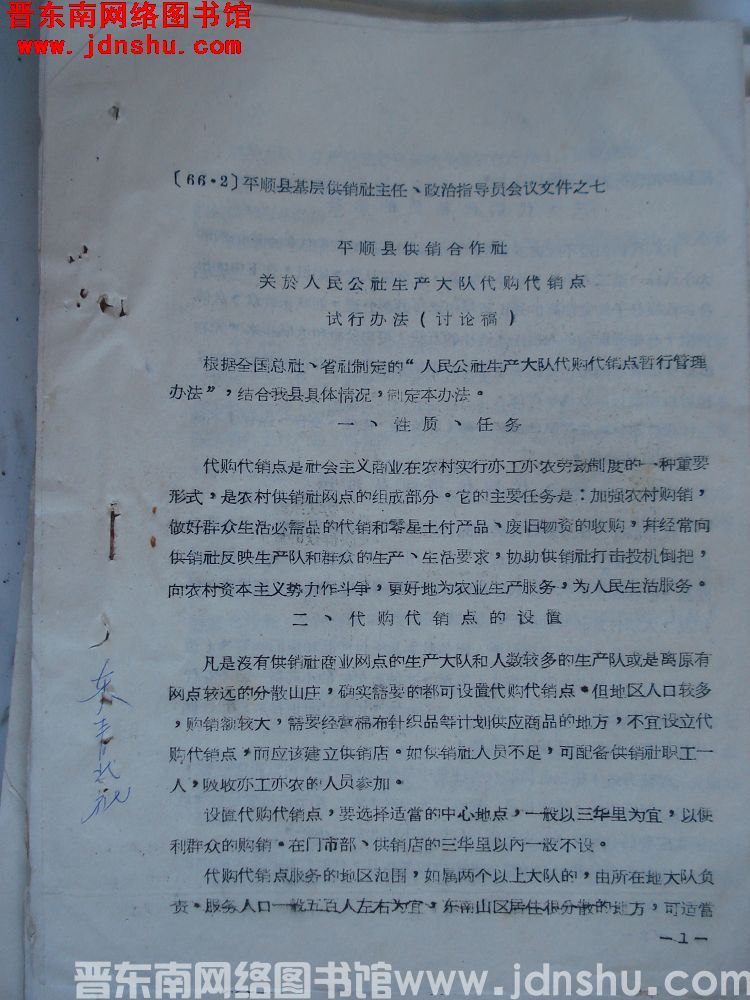 晋东南网络图书馆
www.jdnshu.com
〔66·2〕平顺县基层供销社主任、政治指导员会议文件之七
平顺县供销合作社
关於人民公社生产大队代购代销点
试行办法(讨论稿)
根据全国总社、省社制定的“人民公社生产大队代购代销点暂行管理
办法”，结合我县具体情况，制定本办法。
一、性质、任务
代购代销点是社会主义商业在农村实行亦工亦农劳动制度的一种重要
形式，是农村供销社网点的组成部分。它的主要任务是：加强农村购销，
做好群众生活必需品的代销和零星土付产品、废旧物资的收购，并经常向
供销社反映生产队和群众的生产、生活要求，协助供销社打击投机倒把，
向农村资本主义势力作斗争，更好地为农业生产服务，为人民生活服务。
二、代购代销点的设置
凡是沒有供销社商业网点的生产大队和人数较多的生产队或是离原有
网点较远的分散山庄，确实需要的都可设置代购代销点。但地区人口较多
，购销额较大，需要经营棉布针织品等计划供应商品的地方，不宜设立代
购代销点，而应该建立供销店。如供销社人员不足，可配备供销社职工一
人，吸收亦工亦农的人员参加。
设置代购代销点，要选择适當的中心地点，一般以三华里为宜，以便
利群众的购销。在门市部、供销店的三华里以內一般不设。
代购代销点服务的地区范围，如属两个以上大队的，由所在地大队负
责。服务人口一般五百人左右为宜，东南山区居住很分散的地方，可适當
—1—
晋东南网络图书馆www.jdnshu.com